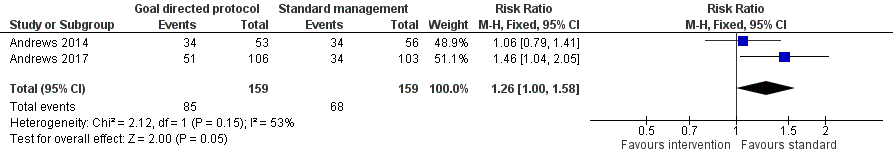 Goal directed protocol Standard management Risk Ratio Risk Ratio
Study or Subgroup Events Total Events Total Weight M-H, Fixed, 95% CI M-H, Fixed, 95% CI
Andrews 2014 34 53 34 56 48.9% 1.06 [0.79, 1.41]
Andrews 2017 51 106 34 103 51.1% 1.46 [1.04, 2.05]
Total (95% CI) 159 159 100.0% 1.26 [1.00, 1.58]
Total events 85 68
Heterogeneity: Chi² = 2.12, df = 1 (P = 0.15); I² = 53%
Test for overall effect: Z = 2.00 (P = 0.05)
0.5 0.7 1 1.5 2
Favours intervention Favours standard